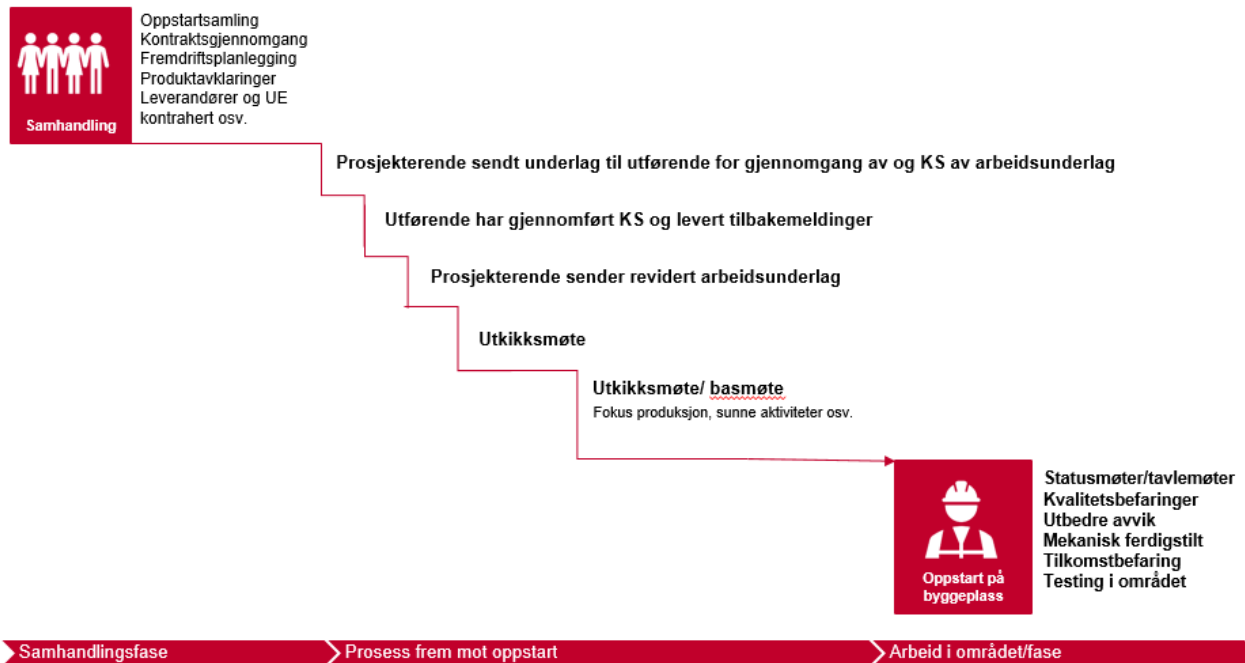 Oppstartsamling
Kontraktsgjennomgang
Fremdriftsplanlegging
Produktavklaringer
Leverandører og UE
kontrahert osv.
Samhandling
Prosjekterende sendt underlag til utførende for gjennomgang av og KS av arbeidsunderlag
Utførende har gjennomført KS og levert tilbakemeldinger
Prosjekterende sender revidert arbeidsunderlag
Utkikksmøte
Utkikksmøte/ basmøte
Fokus produksjon, sunne aktiviteter osv.
Statusmøter/tavlemøter
Kvalitetsbefaringer
Utbedre avvik
Mekanisk ferdigstilt
Tilkomstbefaring
Testing i området
Oppstart på
byggeplass
Samhandlingsfase
Prosess frem mot oppstart
Arbeid i området/fase